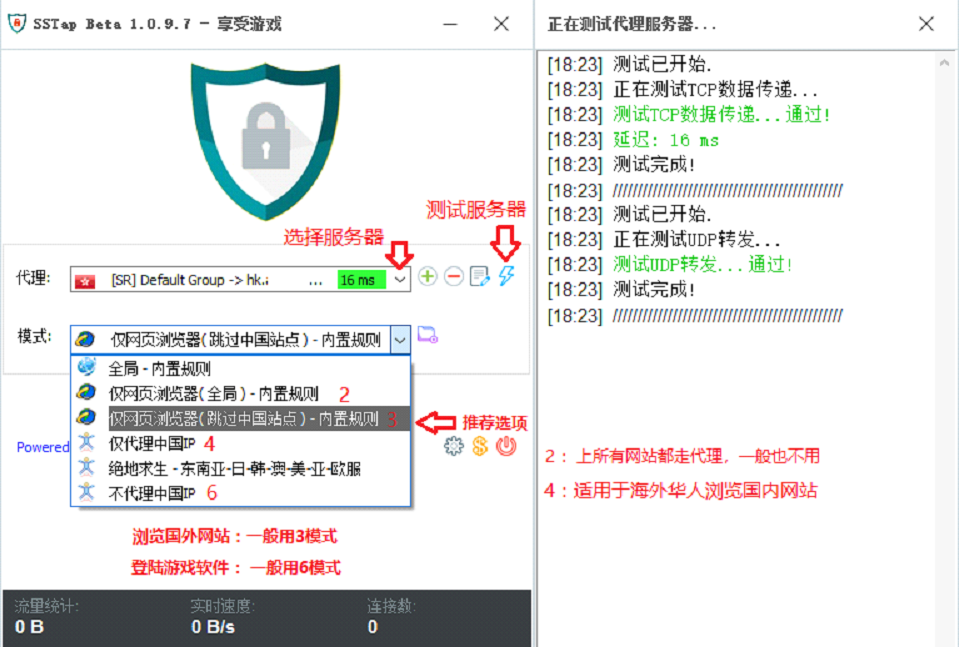 SSTap Beta 1.0.9.7 - 享受游戏
测试服务器
选择服务器
代理:
[SR] Default Group -> hk.i ... 16 ms
模式:
仅网页浏览器(跳过中国站点) - 内置规则
全局 - 内置规则
仅网页浏览器(全局) - 内置规则 2
仅网页浏览器(跳过中国站点) - 内置规则 3
推荐选项
仅代理中国IP 4
Powered
绝地求生 - 东南亚-日-韩-澳-美-亚-欧服
不代理中国IP 6
浏览国外网站：一般用3模式
登陆游戏软件： 一般用6模式
流量统计: 实时速度: 连接数:
0 B 0 B/s 0
正在测试代理服务器...
[18:23] 测试已开始.
[18:23] 正在测试TCP数据传递...
[18:23] 测试TCP数据传递...通过!
[18:23] 延迟: 16 ms
[18:23] 测试完成!
[18:23] //////////////////////////////////////////////
[18:23] 测试已开始.
[18:23] 正在测试UDP转发...
[18:23] 测试UDP转发...通过!
[18:23] 测试完成!
[18:23] //////////////////////////////////////////////
2：上所有网站都走代理，一般也不用
4：适用于海外华人浏览国内网站